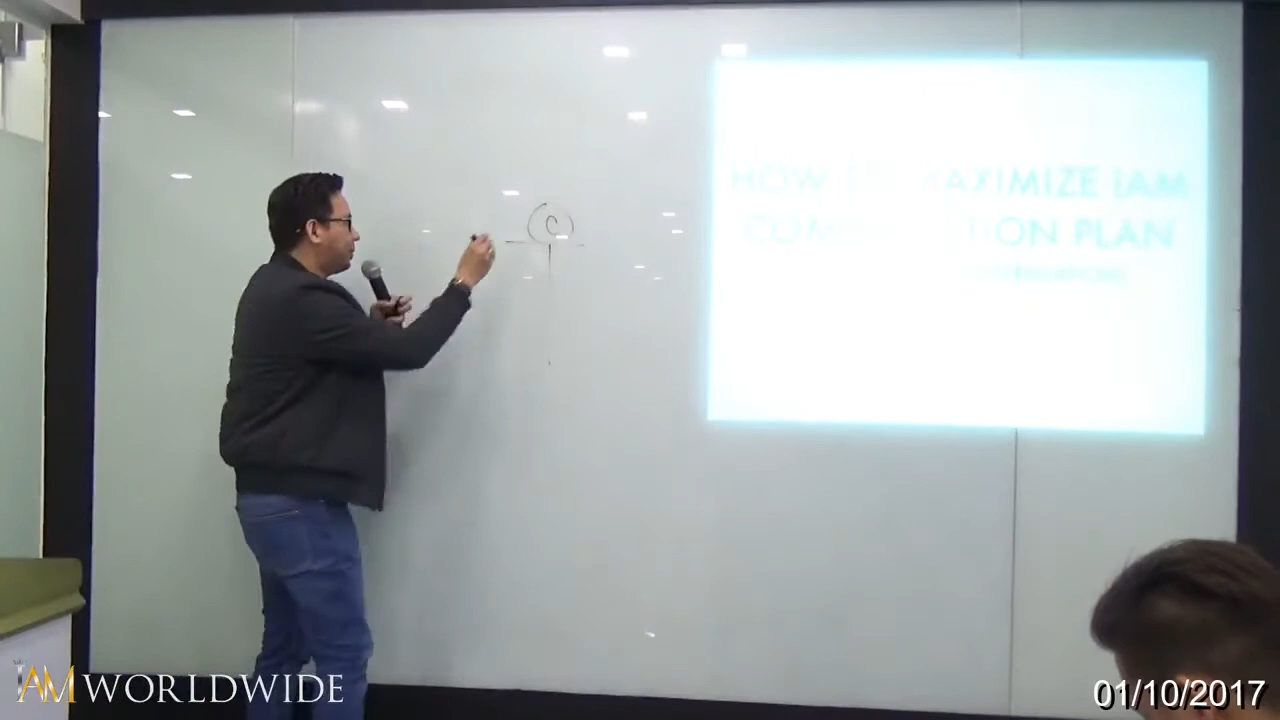 HOW TO MAXIMIZE IAM
COMPENSATION PLAN
C
IAM WORLDWIDE
01/10/2017